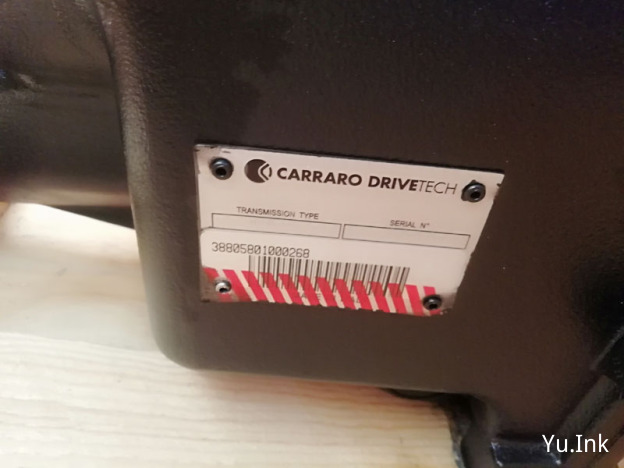 CARRARO DRIVETECH
TRANSMISSION TYPE
SERIAL N°
38805801000268
Yu.Ink